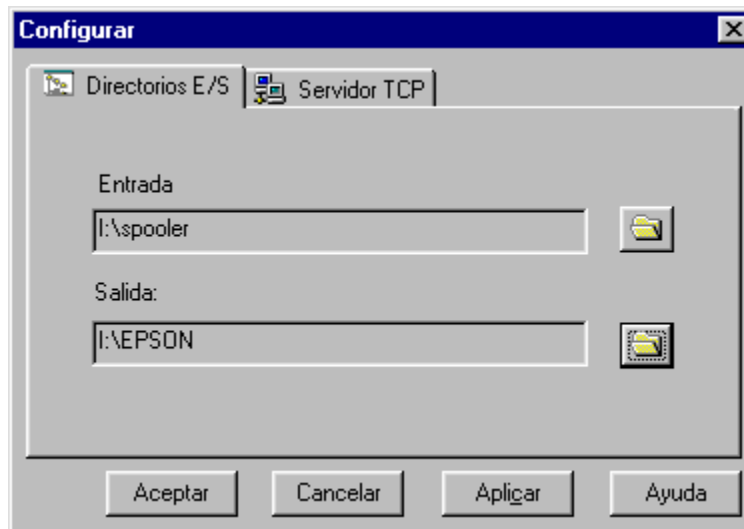 Configurar
Directorios E/S Servidor TCP
Entrada
I:\spooler
Salida:
I:\EPSON
Aceptar Cancelar Aplicar Ayuda